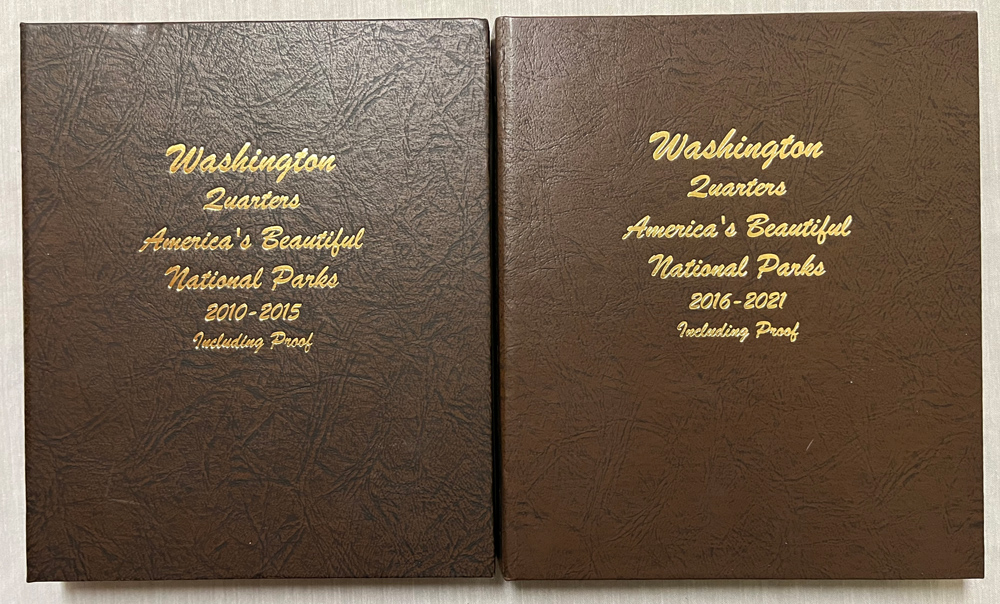 Washington
Quarters
America's Beautiful
National Parks
2010-2015
Including Proof
Washington
Quarters
America's Beautiful
National Parks
2016-2021
Including Proof